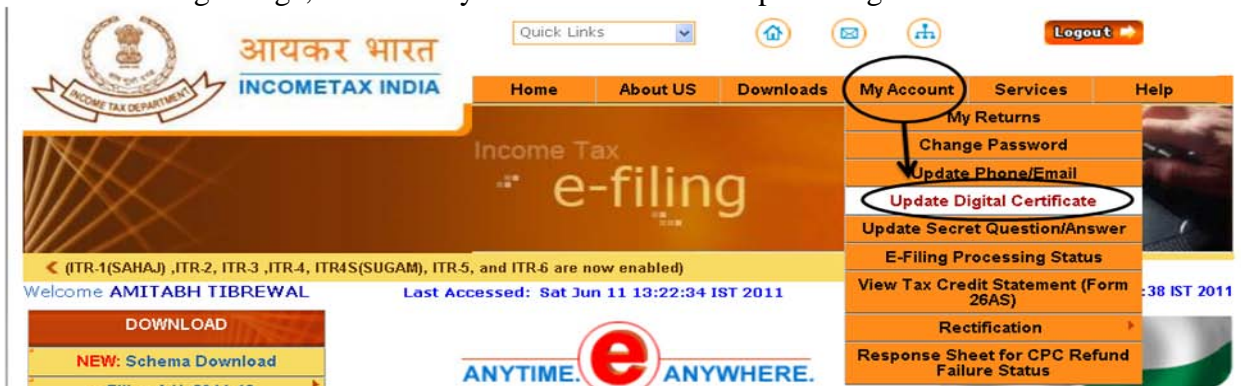 Quick Links
Logout
आयकर भारत
INCOMETAX INDIA
INCOME TAX DEPARTMENT
Home About US Downloads My Account Services Help
My Returns
Change Password
Update Phone/Email
Update Digital Certificate
Update Secret Question/Answer
E-Filing Processing Status
View Tax Credit Statement (Form 26AS)
Rectification
Response Sheet for CPC Refund Failure Status
Income Tax
e-filing
(ITR-1(SAHAJ) ,ITR-2, ITR-3 ,ITR-4, ITR4S(SUGAM), ITR-5, and ITR-6 are now enabled)
Welcome AMITABH TIBREWAL
Last Accessed: Sat Jun 11 13:22:34 IST 2011
:38 IST 2011
DOWNLOAD
NEW: Schema Download
ANYTIME. e ANYWHERE.